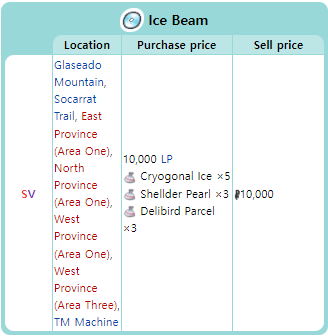 Ice Beam
Location Purchase price Sell price
SV
Glaseado
Mountain,
Socarrat
Trail, East
Province
(Area One),
North
Province
(Area One),
West
Province
(Area One),
West
Province
(Area Three),
TM Machine
10,000 LP
Cryogonal Ice ×5
Shellder Pearl ×3
Delibird Parcel
×3
₽10,000